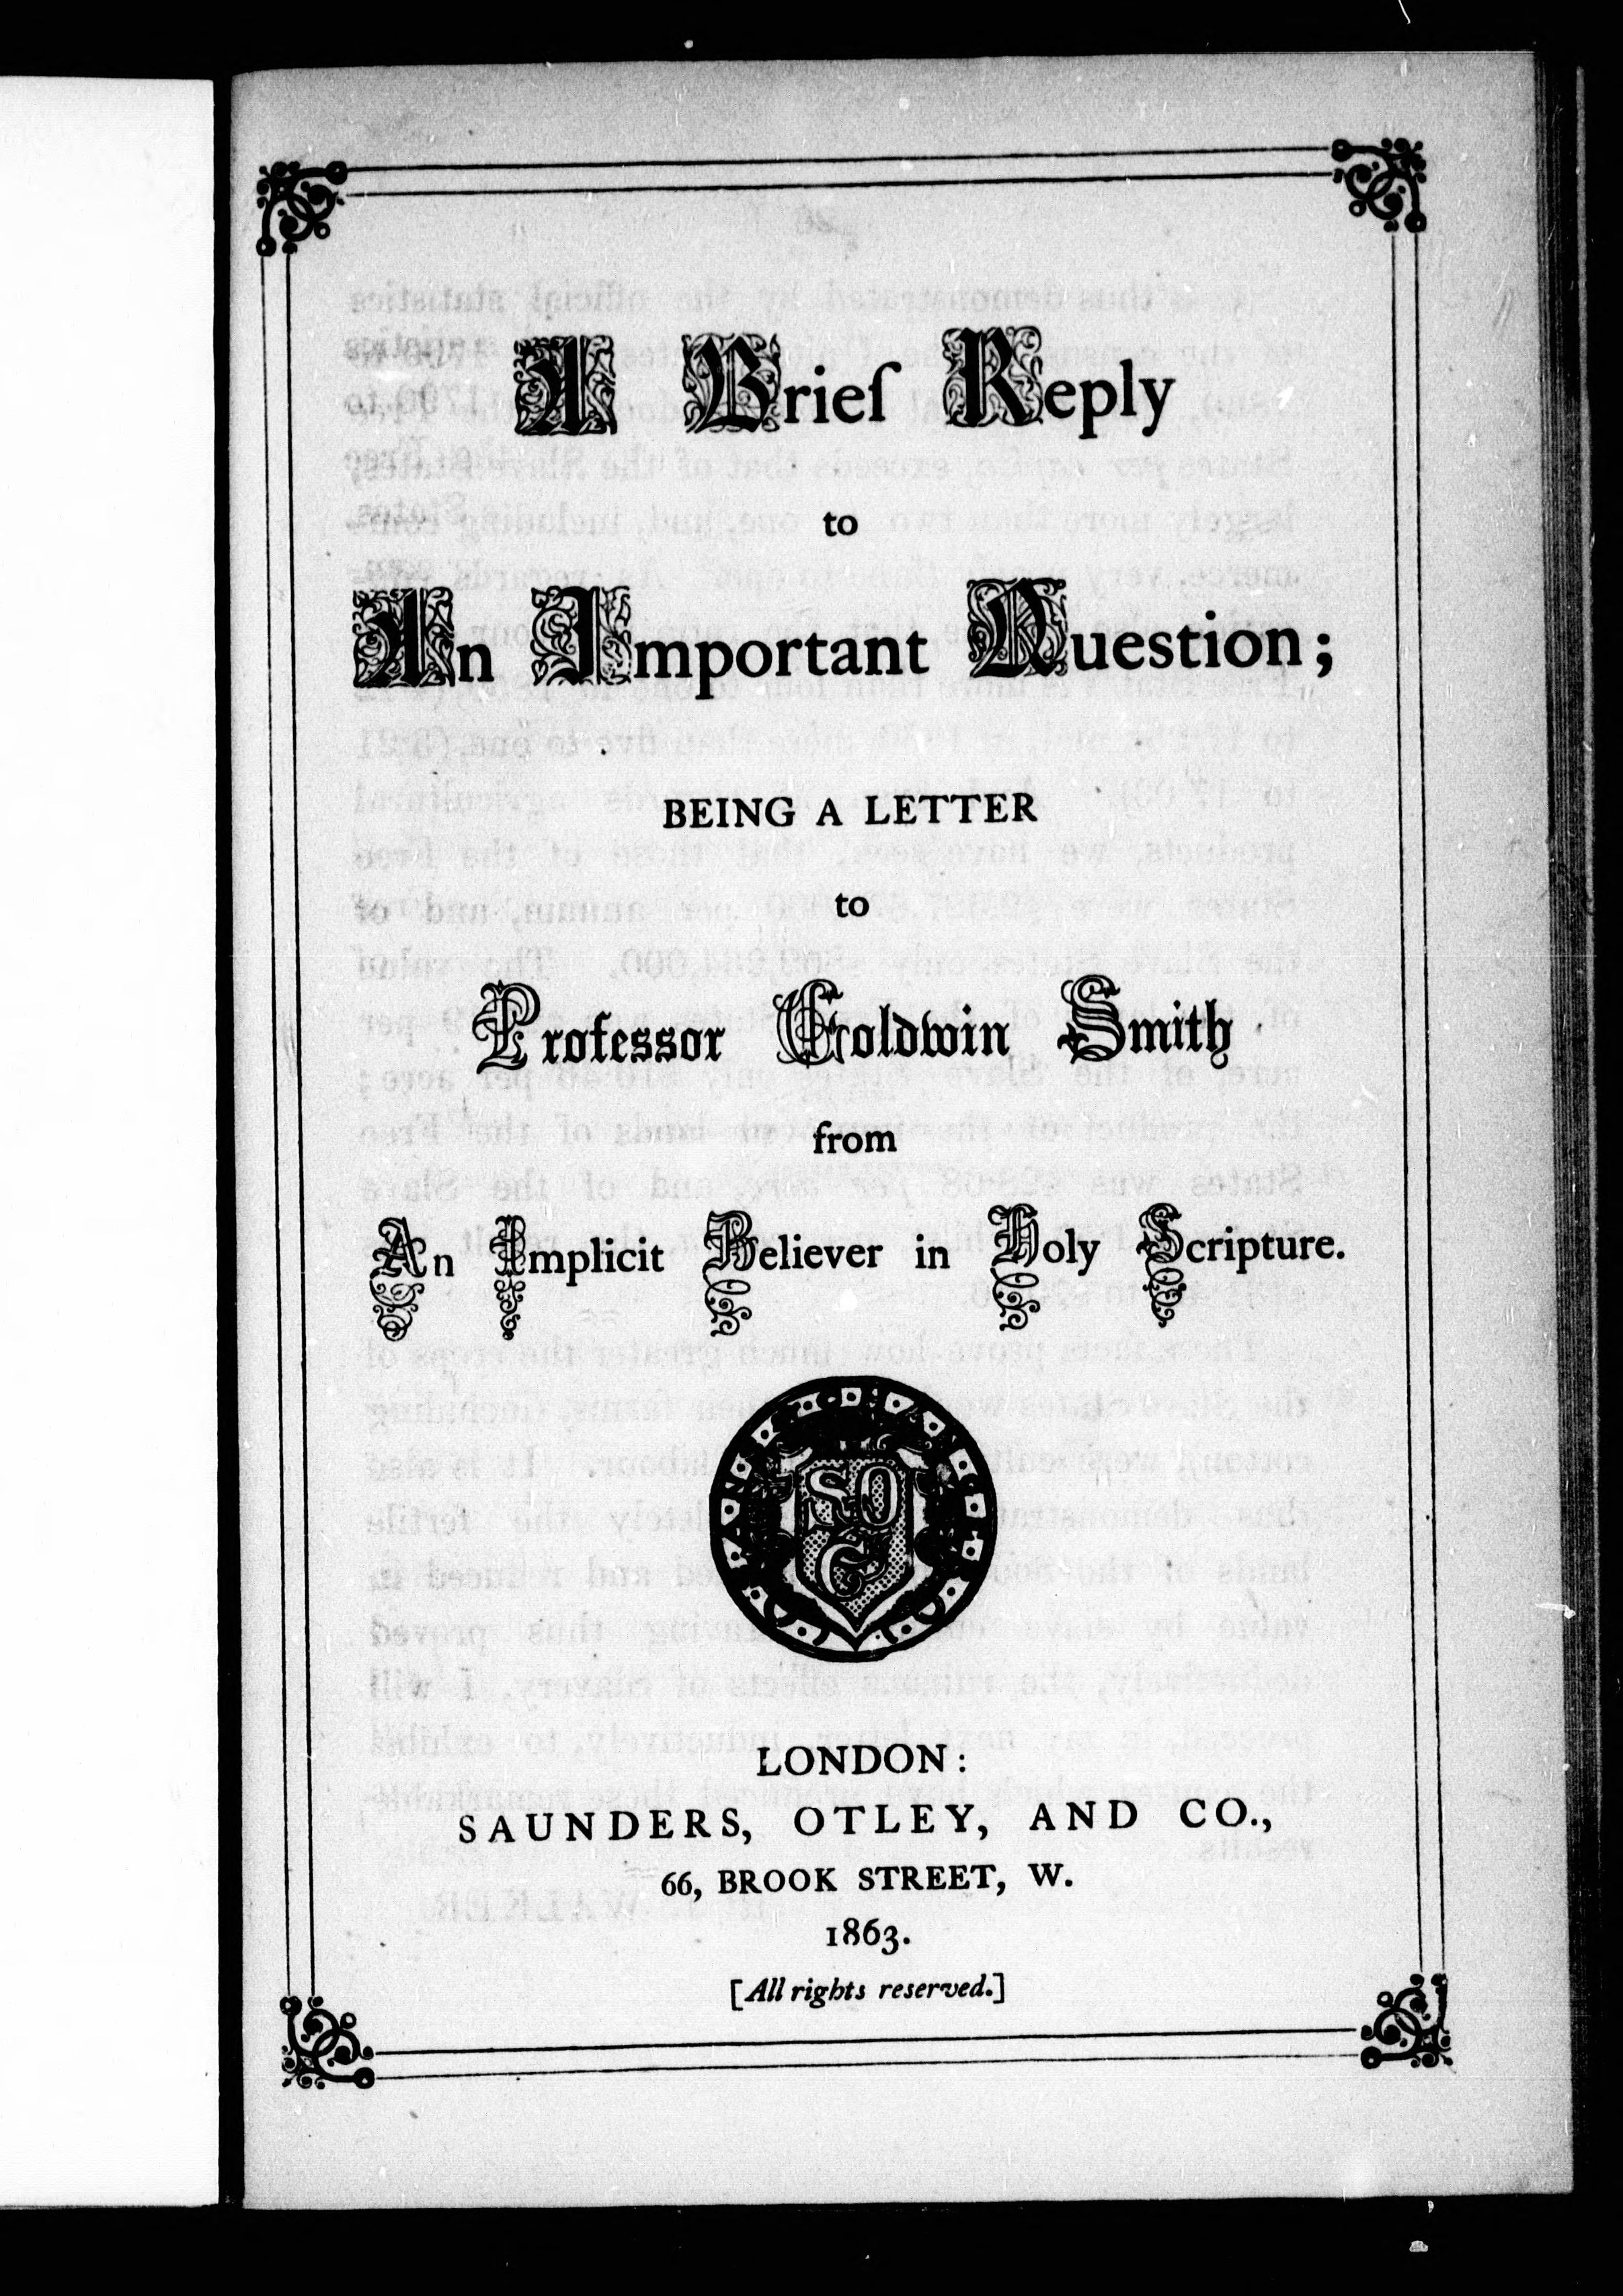 A Brief Reply
to
An Important Question;
BEING A LETTER
to
Professor Goldwin Smith
from
An Implicit Believer in Holy Scripture.
SO
C
LONDON:
SAUNDERS, OTLEY, AND CO.,
66, BROOK STREET, W.
1863.
[All rights reserved.]